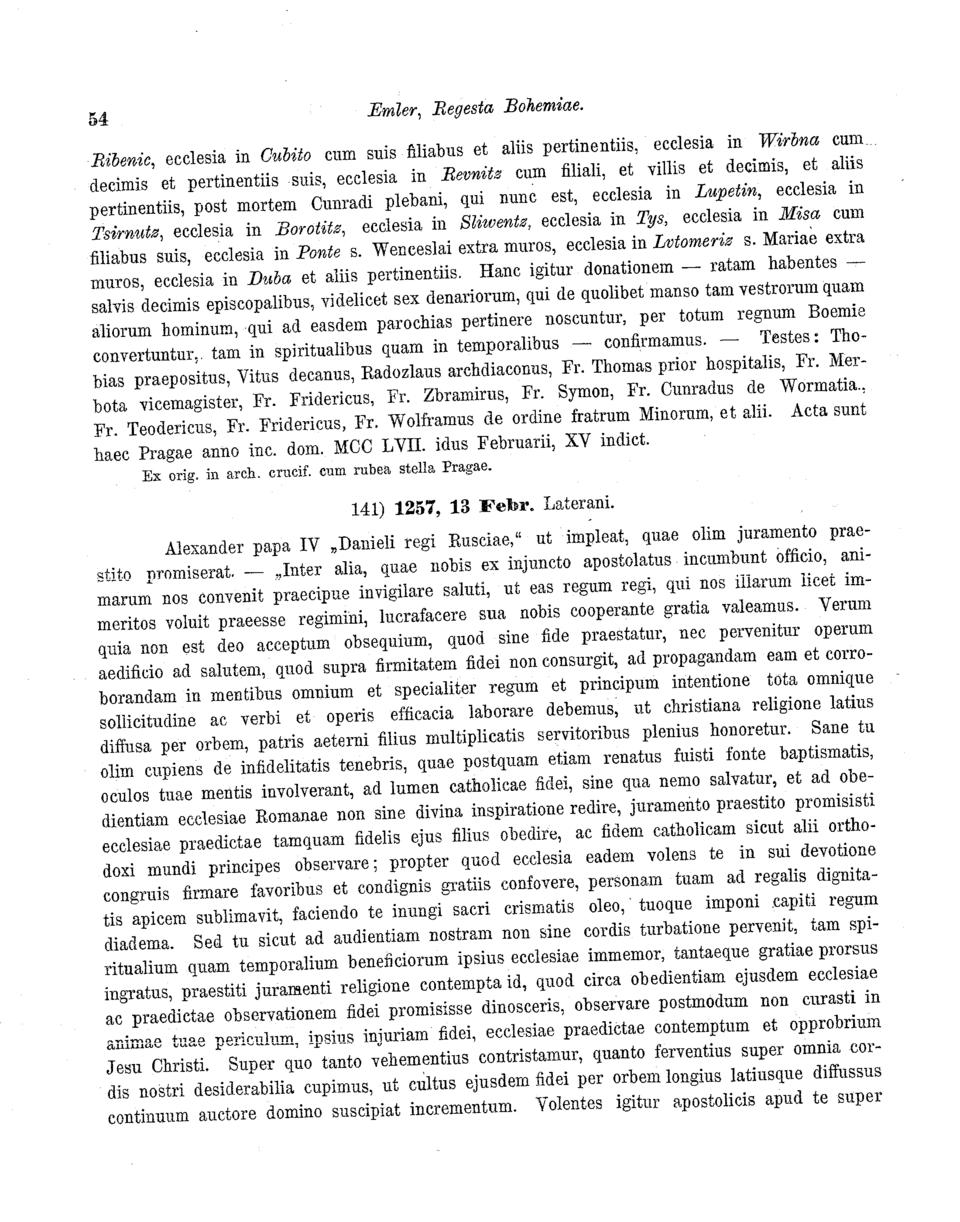 54
Emler, Regesta Bohemiae.
Ribenic, ecclesia in Cubito cum suis filiabus et aliis pertinentiis, ecclesia in Wirbna cum
decimis et pertinentiis suis, ecclesia in Revnitz cum filiali, et villis et decimis, et aliis
pertinentiis, post mortem Cunradi plebani, qui nunc est, ecclesia in Lupetin, ecclesia in
Tsirnutz, ecclesia in Borotitz, ecclesia in Sliwentz, ecclesia in Tys, ecclesia in Misa cum
filiabus suis, ecclesia in Ponte s. Wenceslai extra muros, ecclesia in Lvtomeriz s. Mariae extra
muros, ecclesia in Duba et aliis pertinentiis. Hanc igitur donationem — ratam habentes —
salvis decimis episcopalibus, videlicet sex denariorum, qui de quolibet manso tam vestrorum quam
aliorum hominum, qui ad easdem parochias pertinere noscuntur, per totum regnum Boemie
convertuntur, tam in spiritualibus quam in temporalibus — confirmamus. — Testes: Tho-
bias praepositus, Vitus decanus, Radozlaus archdiaconus, Fr. Thomas prior hospitalis, Fr. Mer-
bota vicemagister, Fr. Fridericus, Fr. Zbramirus, Fr. Symon, Fr. Cunradus de Wormatia.,
Fr. Teodericus, Fr. Fridericus, Fr. Wolframus de ordine fratrum Minorum, et alii. Acta sunt
haec Pragae anno inc. dom. MCC LVII. idus Februarii, XV indict.
Ex orig. in arch. crucif. cum rubea stella Pragae.
141) 1257, 13 Febr. Laterani.
Alexander papa IV „Danieli regi Rusciae,“ ut impleat, quae olim juramento prae-
stito promiserat. — „Inter alia, quae nobis ex injuncto apostolatus incumbunt officio, ani-
marum nos convenit praecipue invigilare saluti, ut eas regum regi, qui nos illarum licet im-
meritos voluit praeesse regimini, lucrafacere sua nobis cooperante gratia valeamus. Verum
quia non est deo acceptum obsequium, quod sine fide praestatur, nec pervenitur operum
aedificio ad salutem, quod supra firmitatem fidei non consurgit, ad propagandam eam et corro-
borandam in mentibus omnium et specialiter regum et principum intentione tota omnique
sollicitudine ac verbi et operis efficacia laborare debemus, ut christiana religione latius
diffusa per orbem, patris aeterni filius multiplicatis servitoribus plenius honoretur. Sane tu
olim cupiens de infidelitatis tenebris, quae postquam etiam renatus fuisti fonte baptismatis,
oculos tuae mentis involverant, ad lumen catholicae fidei, sine qua nemo salvatur, et ad obe-
dientiam ecclesiae Romanae non sine divina inspiratione redire, juramento praestito promisisti
ecclesiae praedictae tamquam fidelis ejus filius obedire, ac fidem catholicam sicut alii ortho-
doxi mundi principes observare; propter quod ecclesia eadem volens te in sui devotione
congruis firmare favoribus et condignis gratiis confovere, personam tuam ad regalis dignita-
tis apicem sublimavit, faciendo te inungi sacri crismatis oleo, tuoque imponi capiti regum
diadema. Sed tu sicut ad audientiam nostram non sine cordis turbatione pervenit, tam spi-
ritualium quam temporalium beneficiorum ipsius ecclesiae immemor, tantaeque gratiae prorsus
ingratus, praestiti juramenti religione contempta id, quod circa obedientiam ejusdem ecclesiae
ac praedictae observationem fidei promisisse dinosceris, observare postmodum non curasti in
animae tuae periculum, ipsius injuriam fidei, ecclesiae praedictae contemptum et opprobrium
Jesu Christi. Super quo tanto vehementius contristamur, quanto ferventius super omnia cor-
dis nostri desiderabilia cupimus, ut cultus ejusdem fidei per orbem longius latiusque diffussus
continuum auctore domino suscipiat incrementum. Volentes igitur apostolicis apud te super